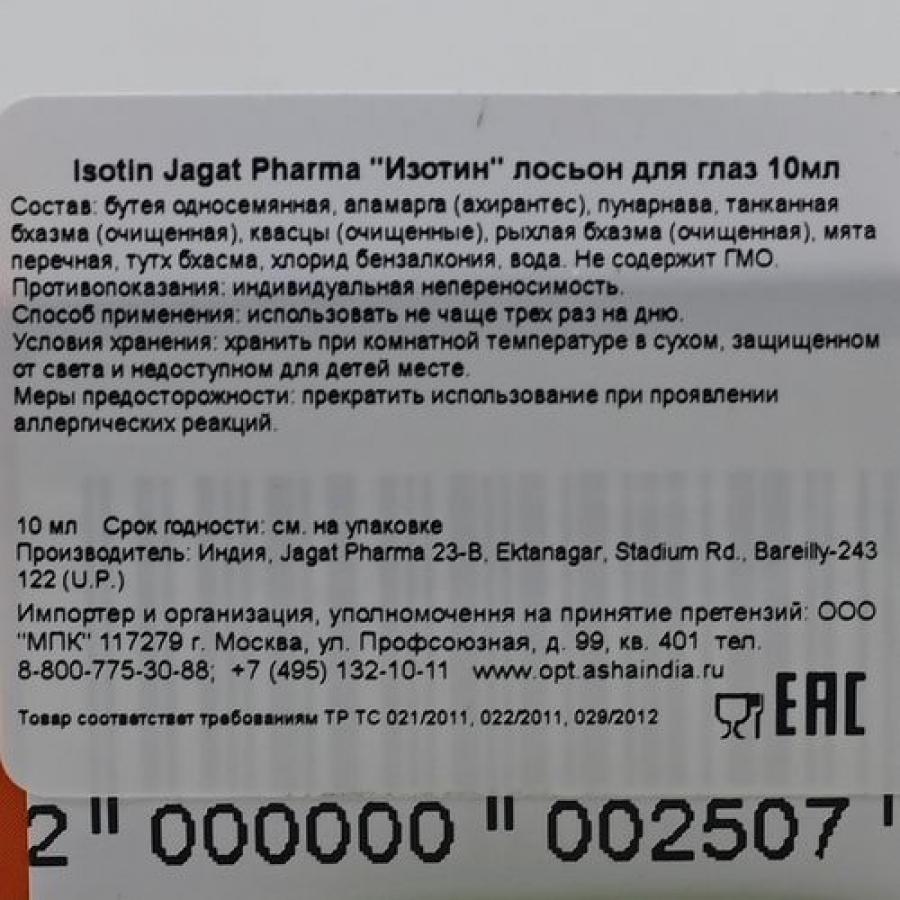 Isotin Jagat Pharma "Изотин" лосьон для глаз 10мл
Состав: бутея односемянная, апамарга (ахирантес), пунарнава, танканная
бхазма (очищенная), квасцы (очищенные), рыхлая бхазма (очищенная), мята
перечная, тутх бхасма, хлорид бензалкония, вода. Не содержит ГМО.
Противопоказания: индивидуальная непереносимость.
Способ применения: использовать не чаще трех раз на дню.
Условия хранения: хранить при комнатной температуре в сухом, защищенном
от света и недоступном для детей месте.
Меры предосторожности: прекратить использование при проявлении
аллергических реакций.
10 мл Срок годности: см. на упаковке
Производитель: Индия, Jagat Pharma 23-B, Ektanagar, Stadium Rd., Bareilly-243
122 (U.P.)
Импортер и организация, уполномочення на принятие претензий: ООО
"МПК" 117279 г. Москва, ул. Профсоюзная, д. 99, кв. 401 тел.
8-800-775-30-88; +7 (495) 132-10-11 www.opt.ashaindia.ru
Товар соответствет требованиям ТР ТС 021/2011, 022/2011, 029/2012
EAC
2 " 000000 " 002507 "